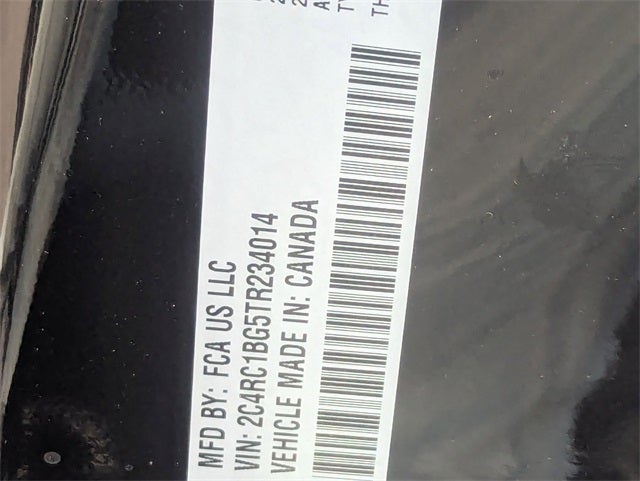 MFD BY: FCA US LLC
VIN: 2C4RC1BG5TR234014
VEHICLE MADE IN: CANADA